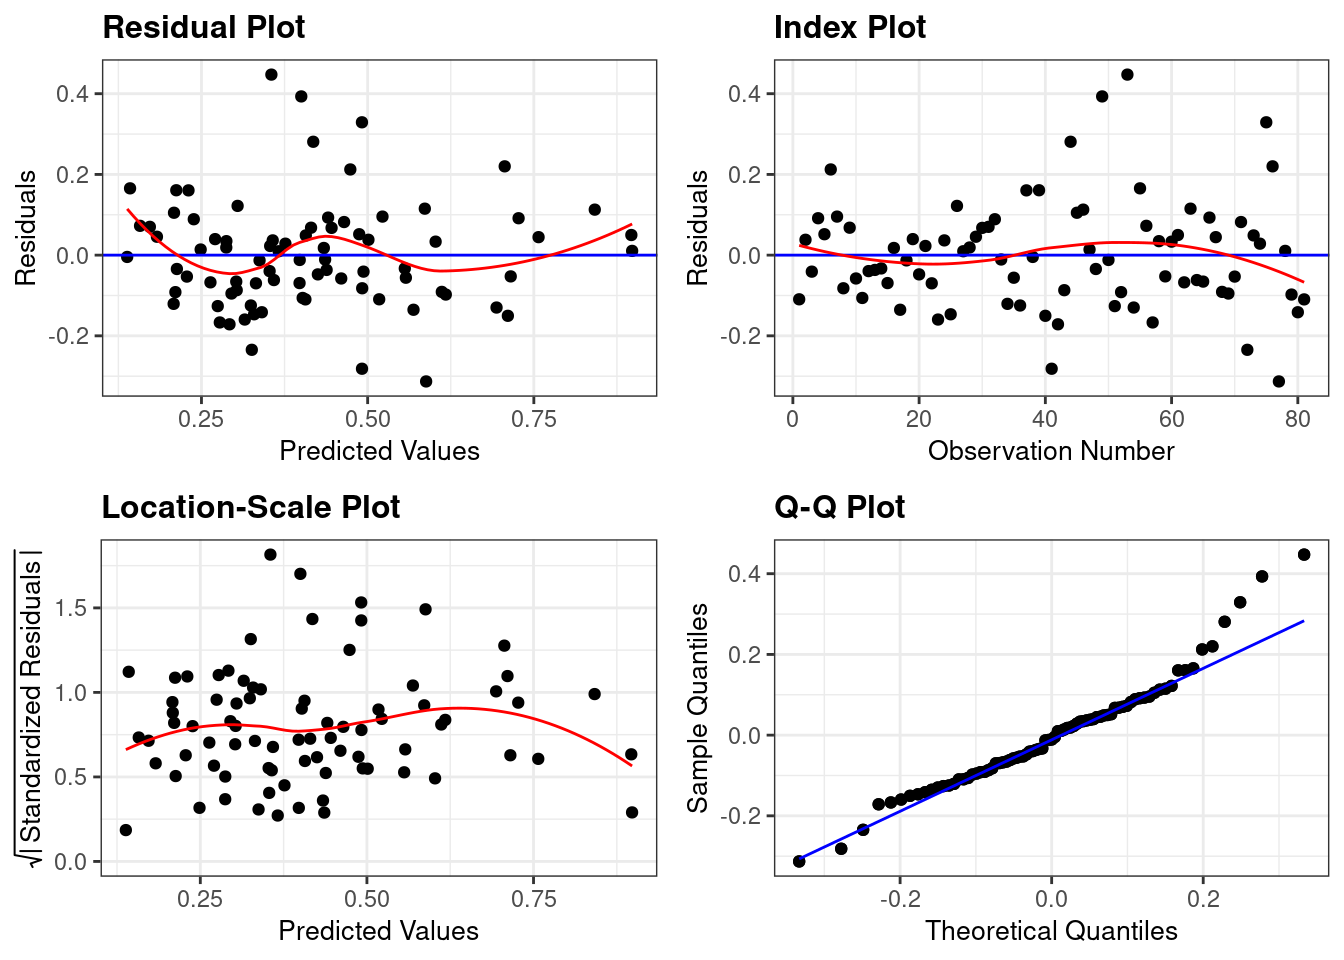 Residual Plot
Residuals
0.4
0.2
0.0
-0.2
0.25 0.50 0.75
Predicted Values
Index Plot
Residuals
0.4
0.2
0.0
-0.2
0 20 40 60 80
Observation Number
Location-Scale Plot
√|Standardized Residuals|
1.5
1.0
0.5
0.0
0.25 0.50 0.75
Predicted Values
Q-Q Plot
Sample Quantiles
0.4
0.2
0.0
-0.2
-0.2 0.0 0.2
Theoretical Quantiles